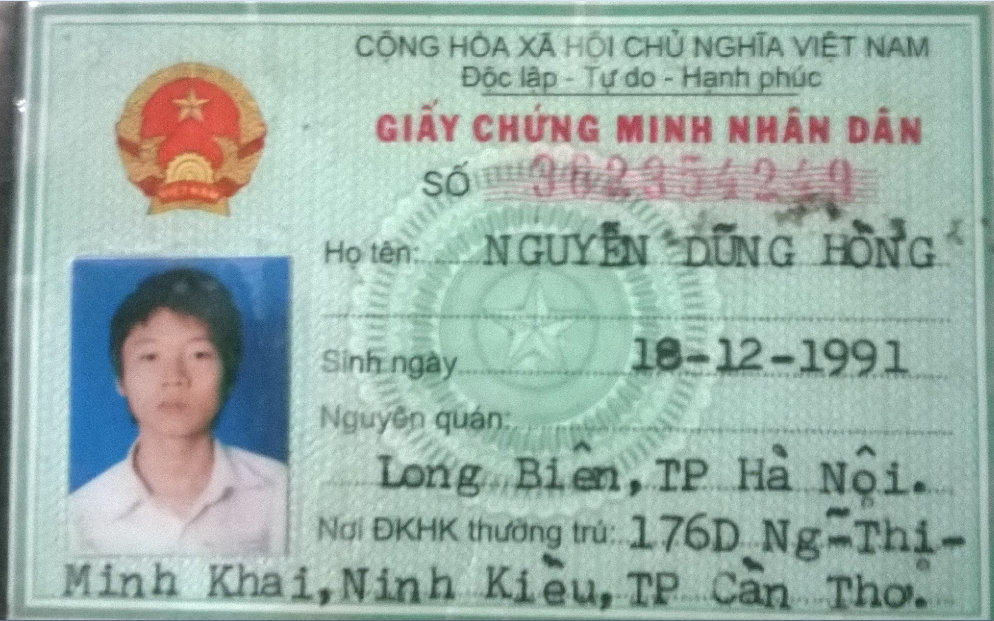 CỘNG HÒA XÃ HỘI CHỦ NGHĨA VIỆT NAM
Độc lập - Tự do - Hạnh phúc
GIẤY CHỨNG MINH NHÂN DÂN
SỐ 362354249
Họ tên: NGUYỄN DŨNG HỒNG
Sinh ngày 18-12-1991
Nguyên quán:
Long Biên, TP Hà Nội.
Nơi ĐKHK thường trú: 176D Ng~Thị-
Minh Khai, Ninh Kiều, TP Cần Thơ.